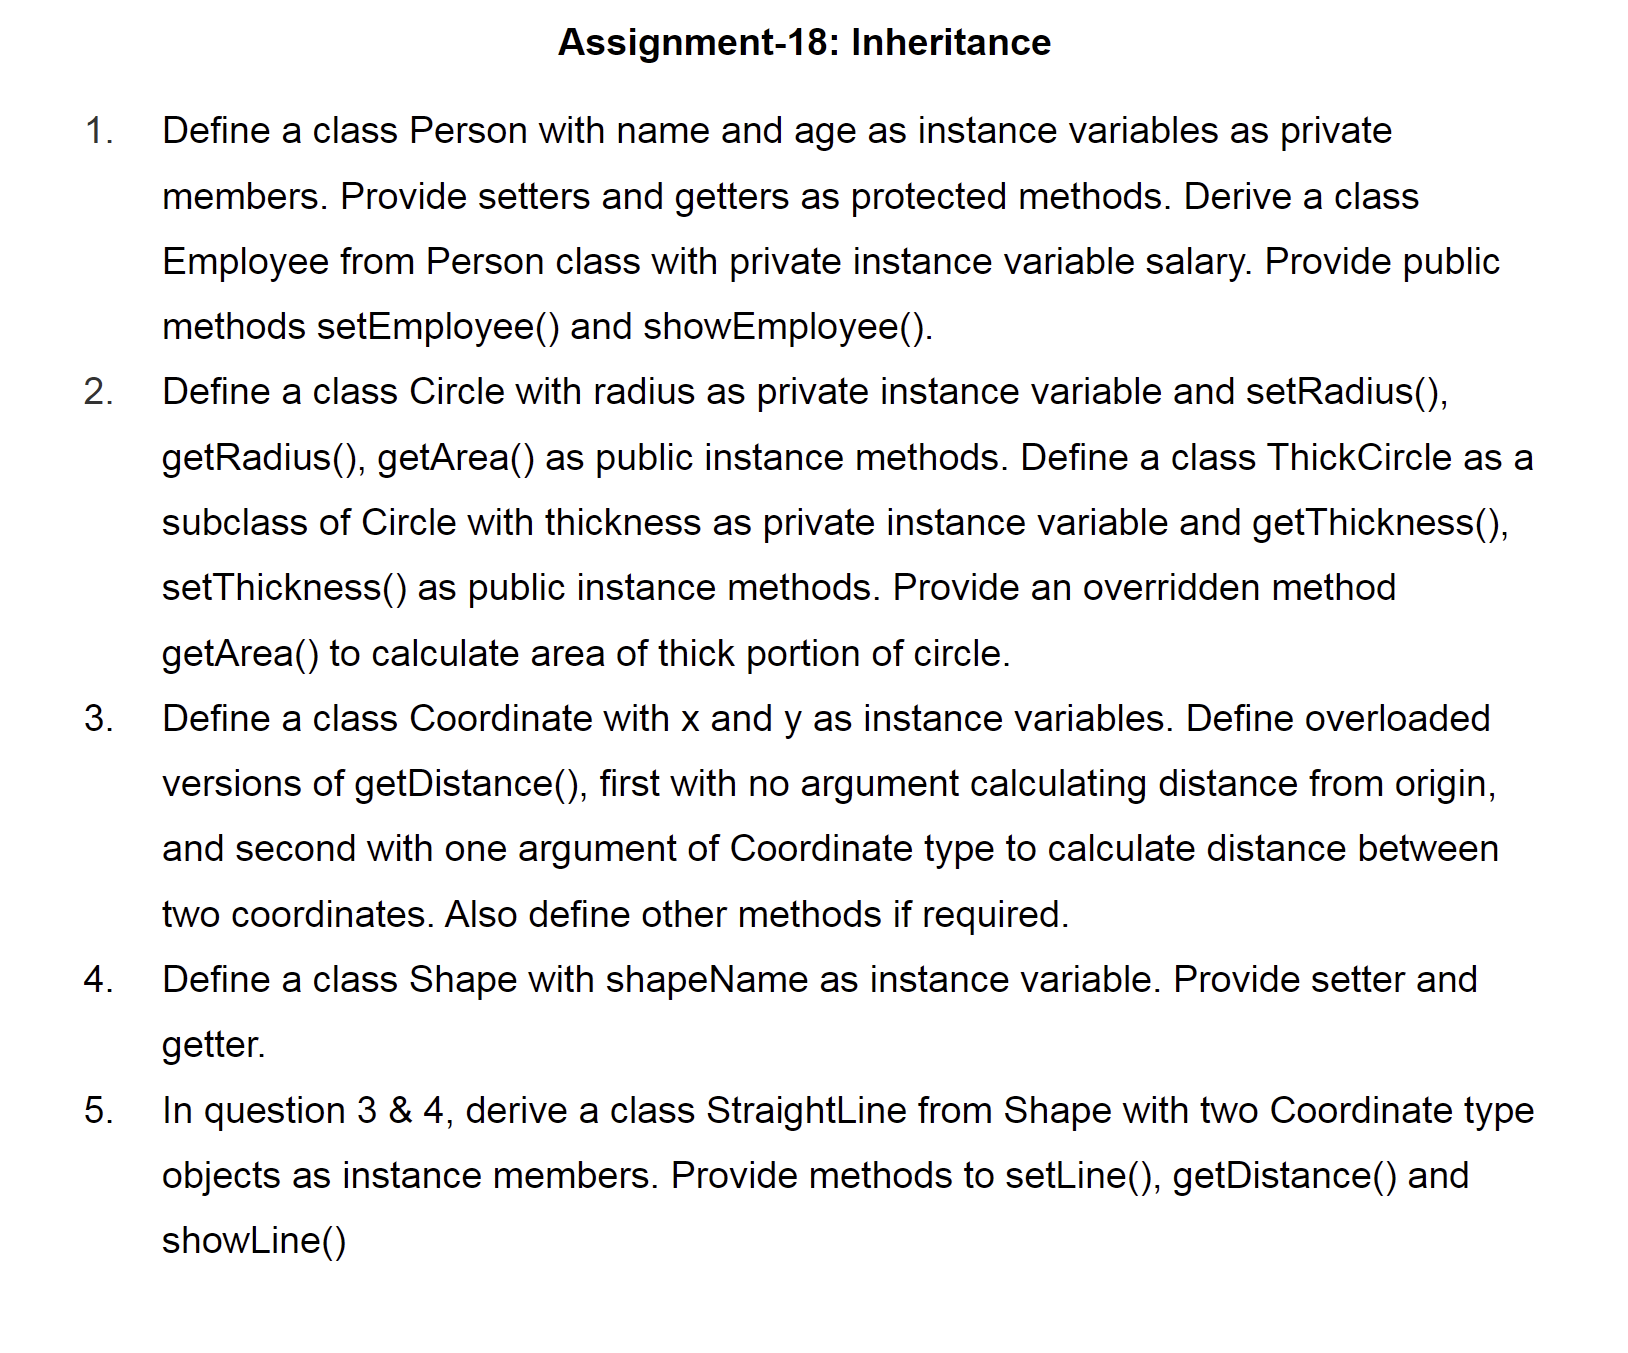 Assignment-18: Inheritance
1. Define a class Person with name and age as instance variables as private
members. Provide setters and getters as protected methods. Derive a class
Employee from Person class with private instance variable salary. Provide public
methods setEmployee() and showEmployee().
2. Define a class Circle with radius as private instance variable and setRadius(),
getRadius(), getArea() as public instance methods. Define a class ThickCircle as a
subclass of Circle with thickness as private instance variable and getThickness(),
setThickness() as public instance methods. Provide an overridden method
getArea() to calculate area of thick portion of circle.
3. Define a class Coordinate with x and y as instance variables. Define overloaded
versions of getDistance(), first with no argument calculating distance from origin,
and second with one argument of Coordinate type to calculate distance between
two coordinates. Also define other methods if required.
4. Define a class Shape with shapeName as instance variable. Provide setter and
getter.
5. In question 3 & 4, derive a class StraightLine from Shape with two Coordinate type
objects as instance members. Provide methods to setLine(), getDistance() and
showLine()